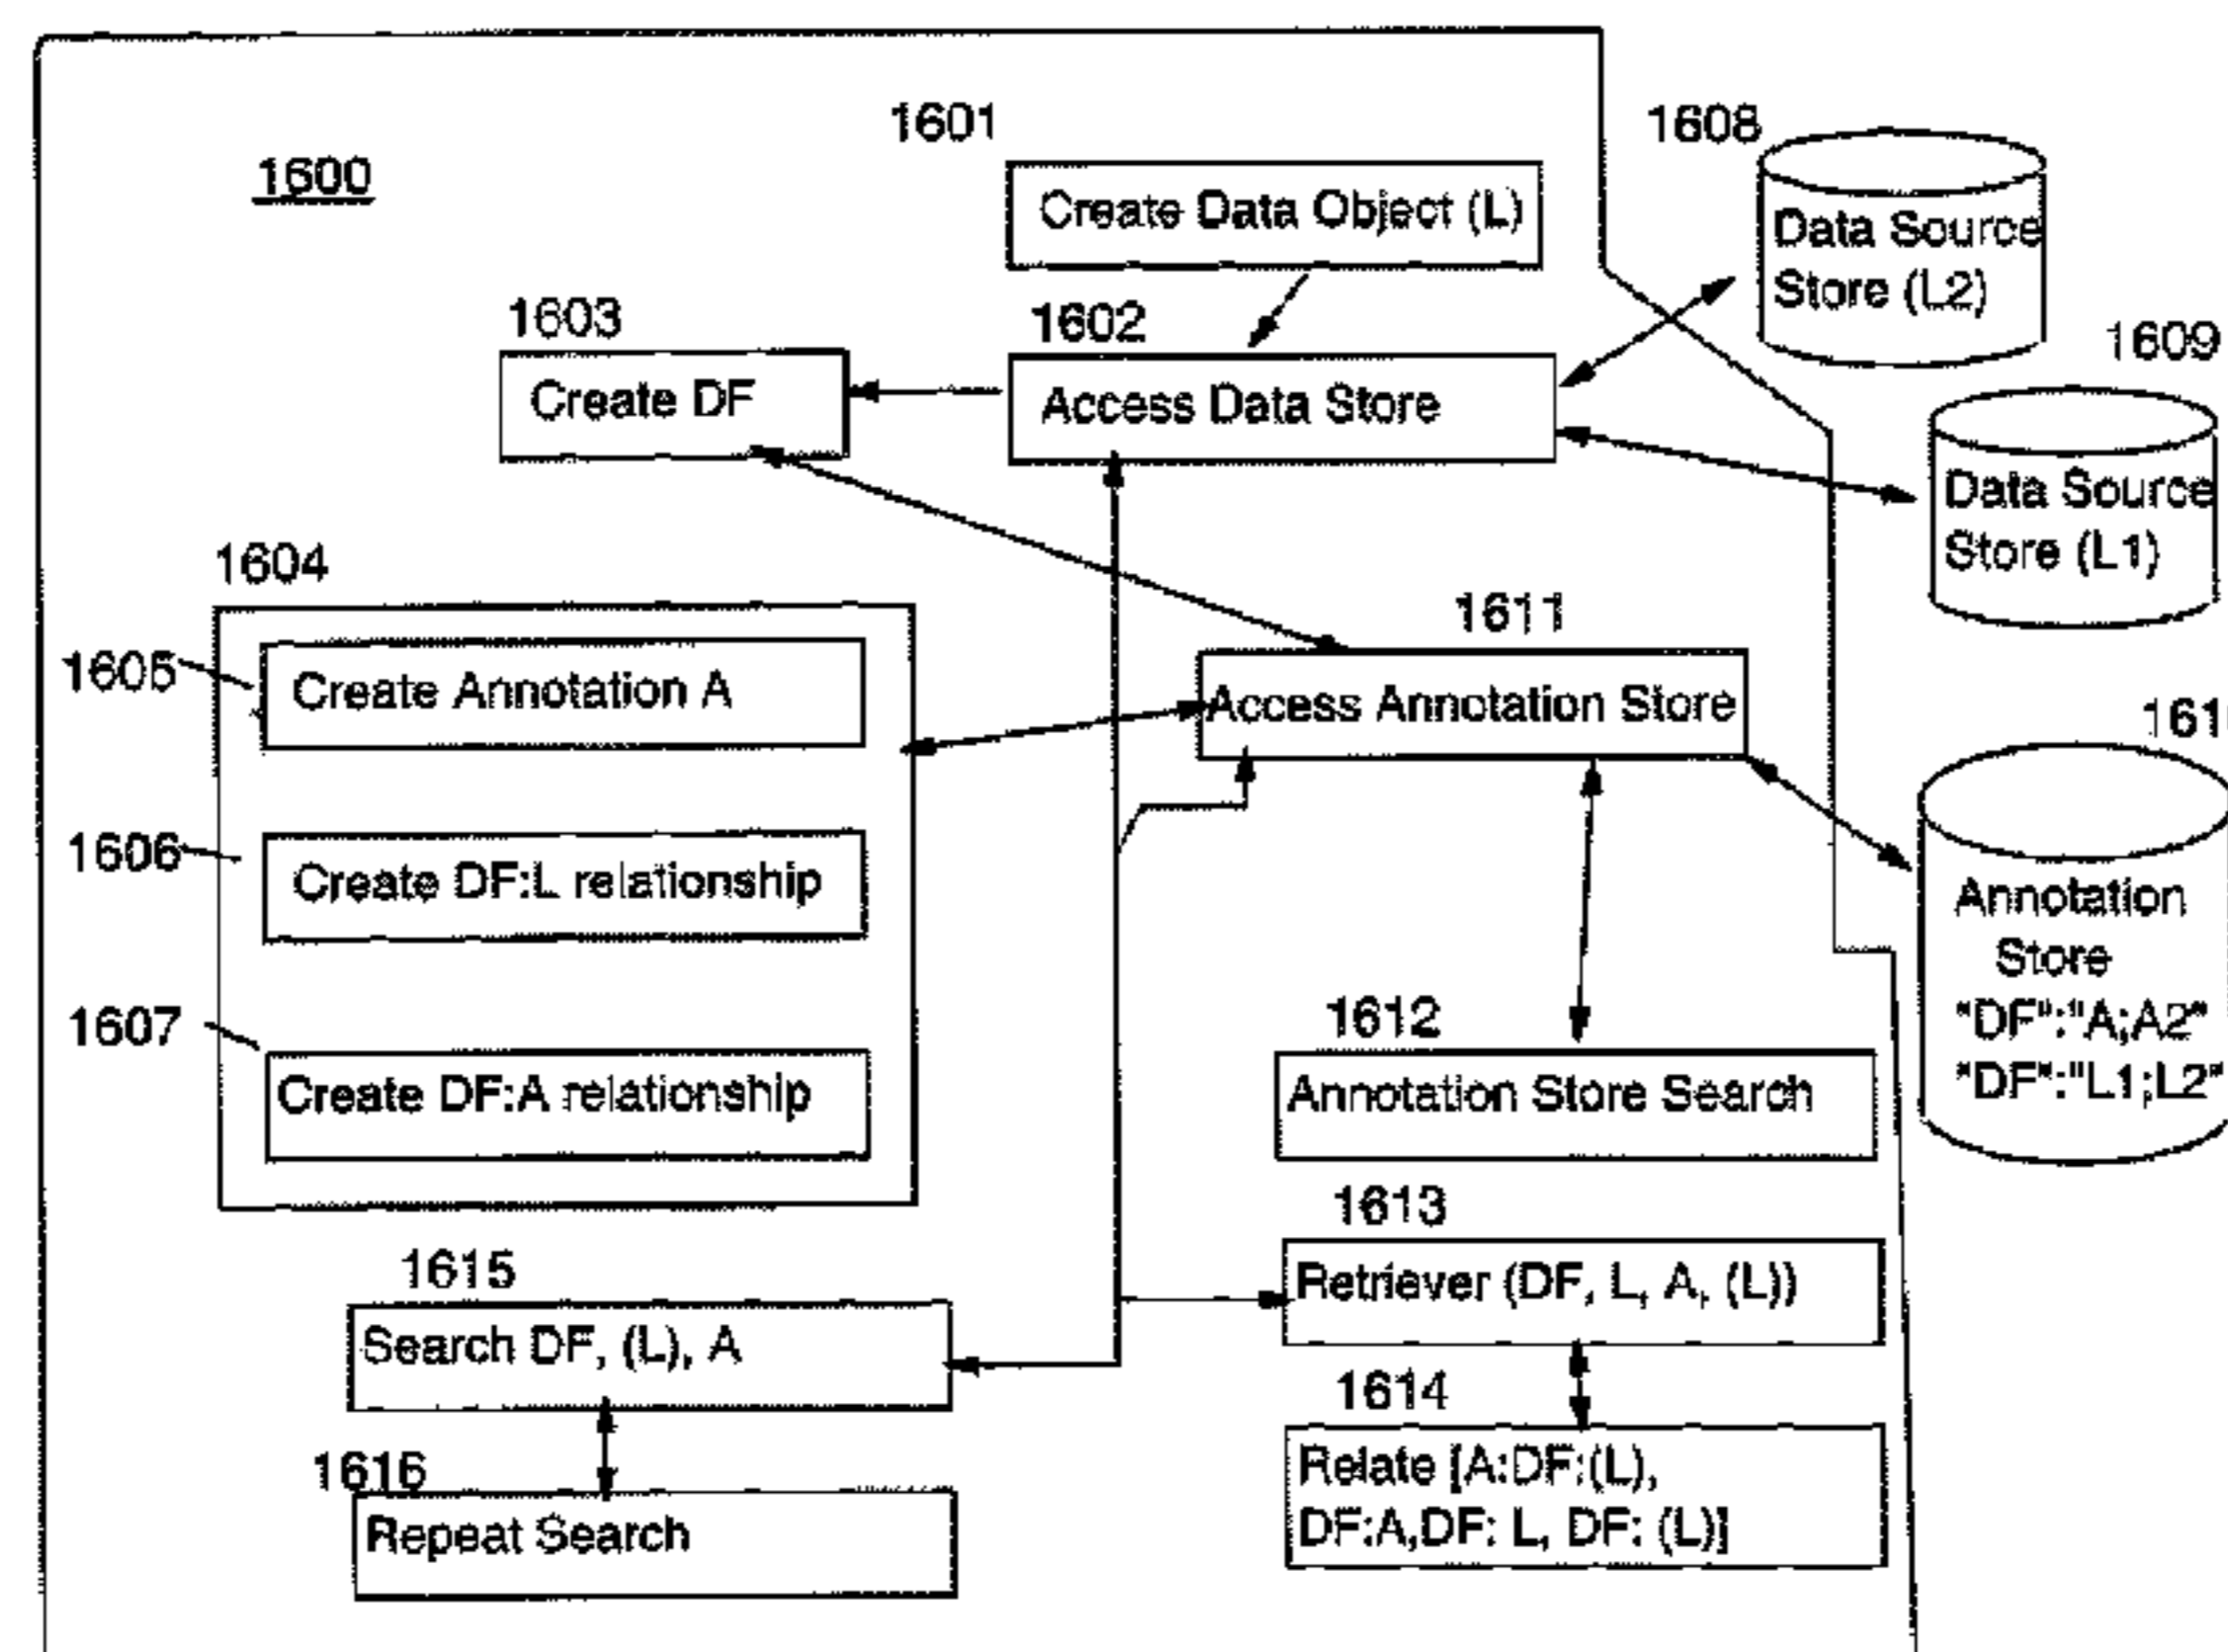 1600
1601
Create Data Object (L)
1608
Data Source
Store (L2)
1603
Create DF
1602
Access Data Store
1609
Data Source
Store (L1)
1604
1605
Create Annotation A
1606
Create DF:L relationship
1607
Create DF:A relationship
1611
Access Annotation Store
Annotation
Store
"DF":"A;A2"
"DF":"L1;L2"
1612
Annotation Store Search
1613
Retriever (DF, L, A, (L))
1614
Relate [A:DF:(L),
DF:A,DF: L, DF: (L)]
1615
Search DF, (L), A
1616
Repeat Search